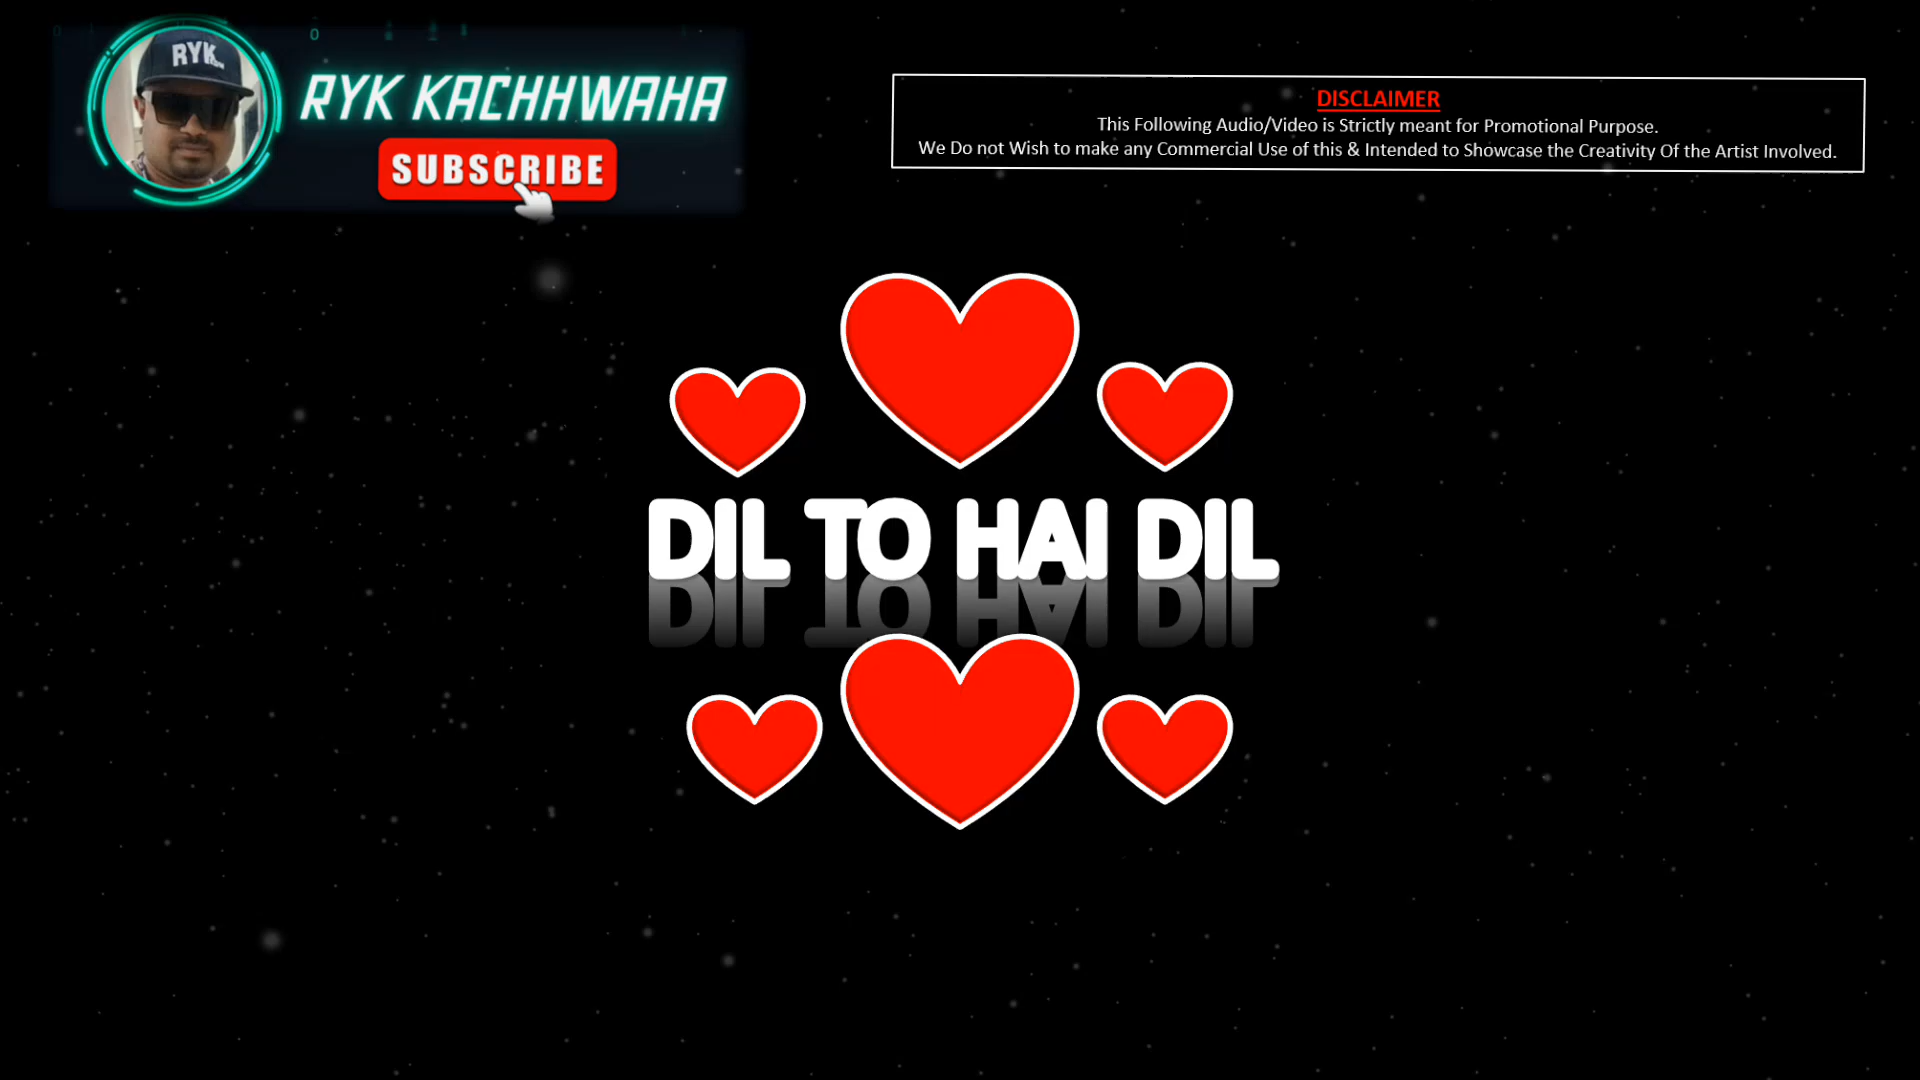 RYK
RYK KACHHWAHA
SUBSCRIBE
DISCLAIMER
This Following Audio/Video is Strictly meant for Promotional Purpose.
We Do not Wish to make any Commercial Use of this & Intended to Showcase the Creativity Of the Artist Involved.
DIL TO HAI DIL